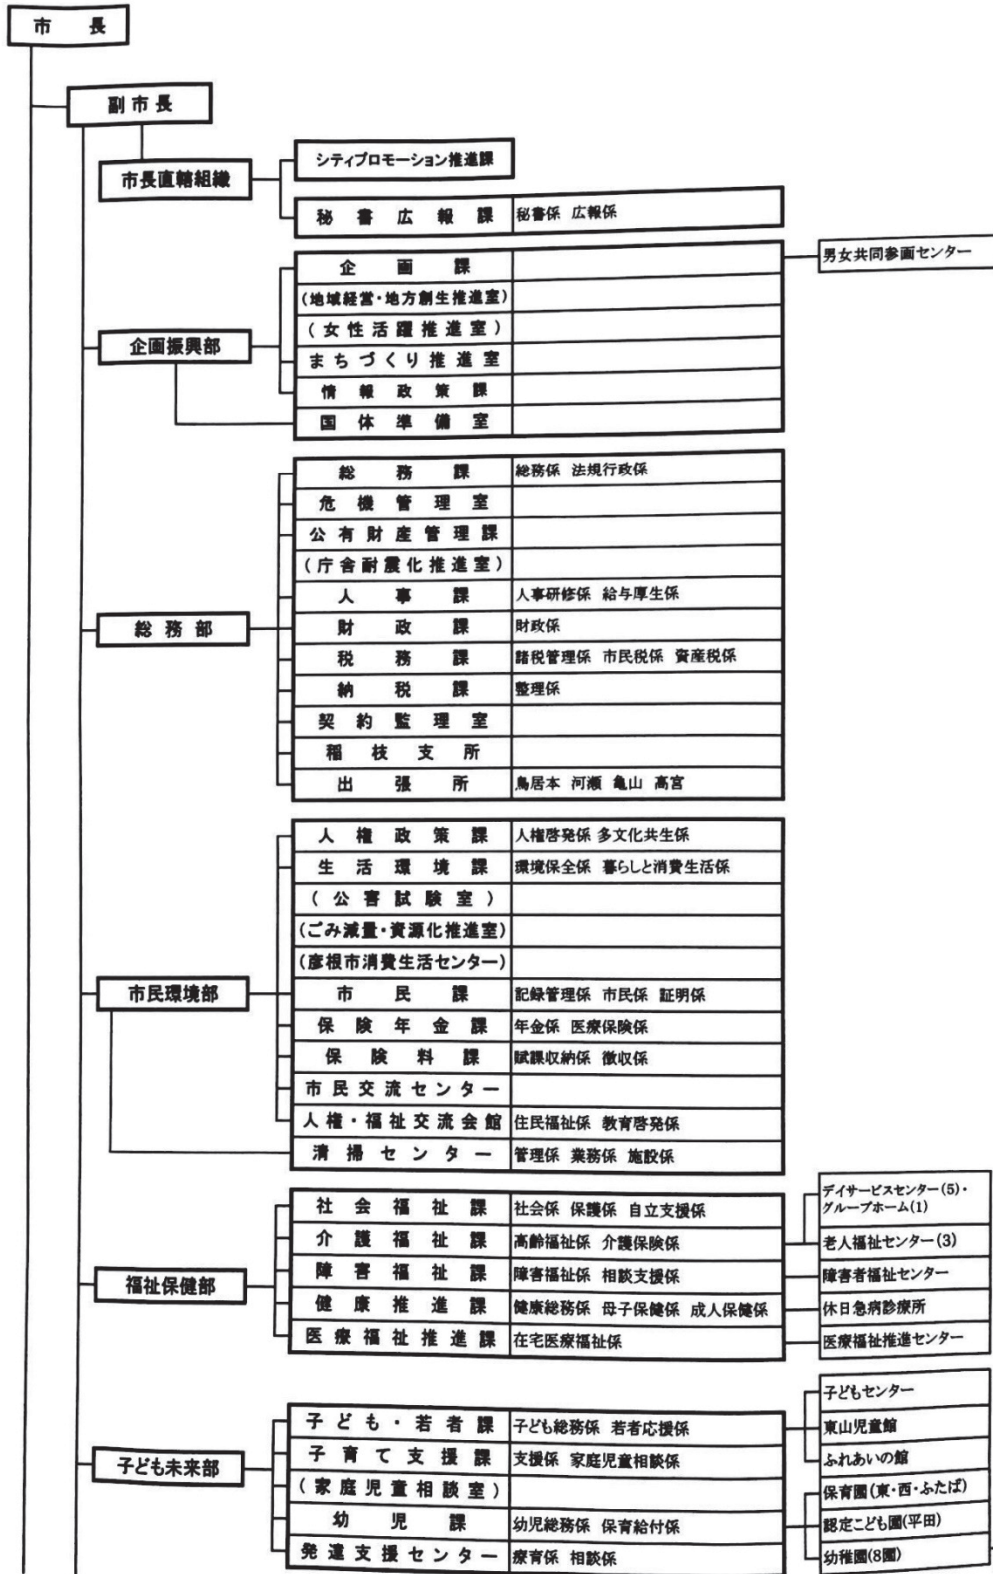 市長
副市長
市長直轄組織
シティプロモーション推進課
秘書広報課 秘書係 広報係
企画振興部
企画課
男女共同参画センター
(地域経営・地方創生推進室)
(女性活躍推進室)
まちづくり推進室
情報政策課
国体準備室
総務部
総務課 総務係 法規行政係
危機管理室
公有財産管理課
(庁舎耐震化推進室)
人事課 人事研修係 給与厚生係
財政課 財政係
税務課 諸税管理係 市民税係 資産税係
納税課 整理係
契約監理室
稲枝支所
出張所 鳥居本 河瀬 亀山 高宮
市民環境部
人権政策課 人権啓発係 多文化共生係
生活環境課 環境保全係 暮らしと消費生活係
(公害試験室)
(ごみ減量・資源化推進室)
(彦根市消費生活センター)
市民課 記録管理係 市民係 証明係
保険年金課 年金係 医療保険係
保険料課 賦課収納係 徴収係
市民交流センター
人権・福祉交流会館 住民福祉係 教育啓発係
清掃センター 管理係 業務係 施設係
福祉保健部
社会福祉課 社会係 保護係 自立支援係
介護福祉課 高齢福祉係 介護保険係
障害福祉課 障害福祉係 相談支援係
健康推進課 健康総務係 母子保健係 成人保健係
医療福祉推進課 在宅医療福祉係
デイサービスセンター(5)・
グループホーム(1)
老人福祉センター(3)
障害者福祉センター
休日急病診療所
医療福祉推進センター
子ども未来部
子ども・若者課 子ども総務係 若者応援係
子育て支援課 支援係 家庭児童相談係
(家庭児童相談室)
幼児課 幼児総務係 保育給付係
発達支援センター 療育係 相談係
子どもセンター
東山児童館
ふれあいの館
保育園(東・西・ふたば)
認定こども園(平田)
幼稚園(8園)